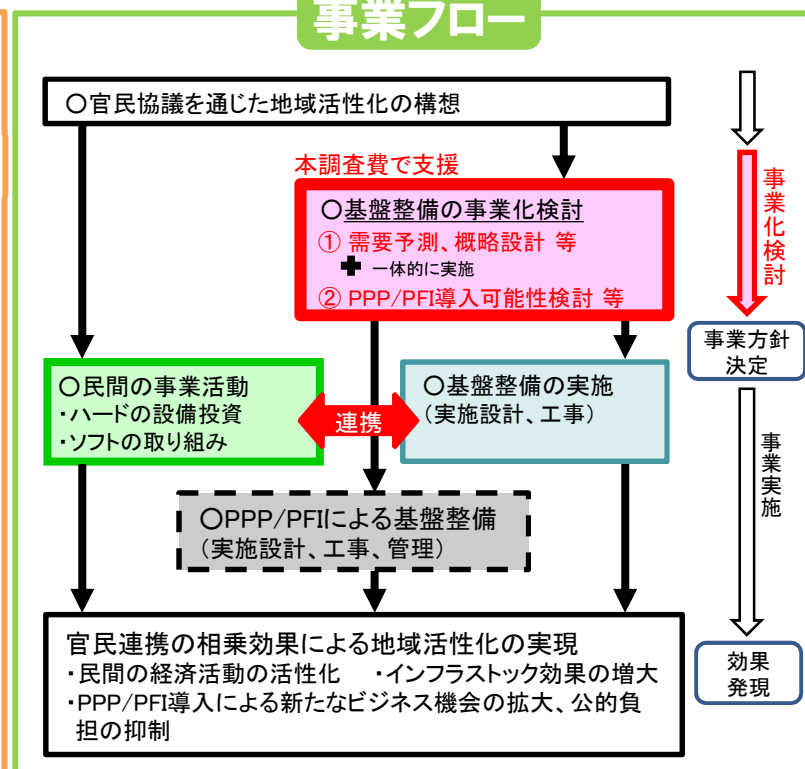 事業フロー
○官民協議を通じた地域活性化の構想
本調査費で支援
○基盤整備の事業化検討
① 需要予測、概略設計 等
✚ 一体的に実施
② PPP/PFI導入可能性検討 等
事業化検討
事業方針
決定
○民間の事業活動
・ハードの設備投資
・ソフトの取り組み
連携
○基盤整備の実施
(実施設計、工事)
事業実施
○PPP/PFIによる基盤整備
(実施設計、工事、管理)
官民連携の相乗効果による地域活性化の実現
・民間の経済活動の活性化 ・インフラストック効果の増大
・PPP/PFI導入による新たなビジネス機会の拡大、公的負
担の抑制
効果
発現